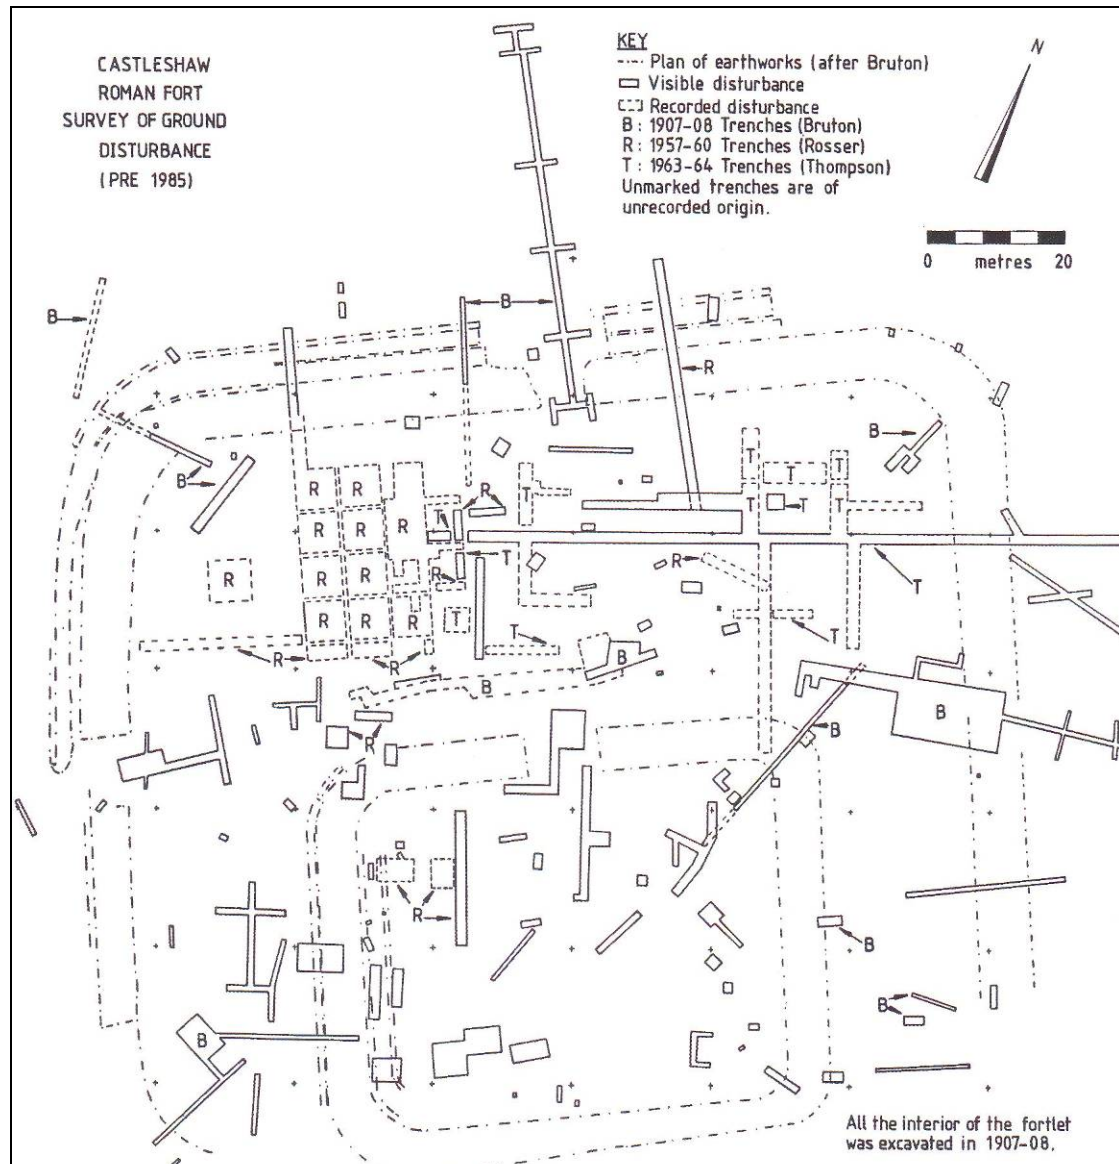 CASTLESHAW
ROMAN FORT
SURVEY OF GROUND
DISTURBANCE
(PRE 1985)
KEY
Plan of earthworks (after Bruton)
Visible disturbance
Recorded disturbance
B: 1907-08 Trenches (Bruton)
R: 1957-60 Trenches (Rosser)
T: 1963-64 Trenches (Thompson)
Unmarked trenches are of
unrecorded origin.
N
0 metres 20
B
B
R
B
B
R R R T T T
R
T T T
R R T
R T
R R R R T
R R R T
T
R R B
B
R B
B
R
B
B
B
All the interior of the fortlet
was excavated in 1907-08.